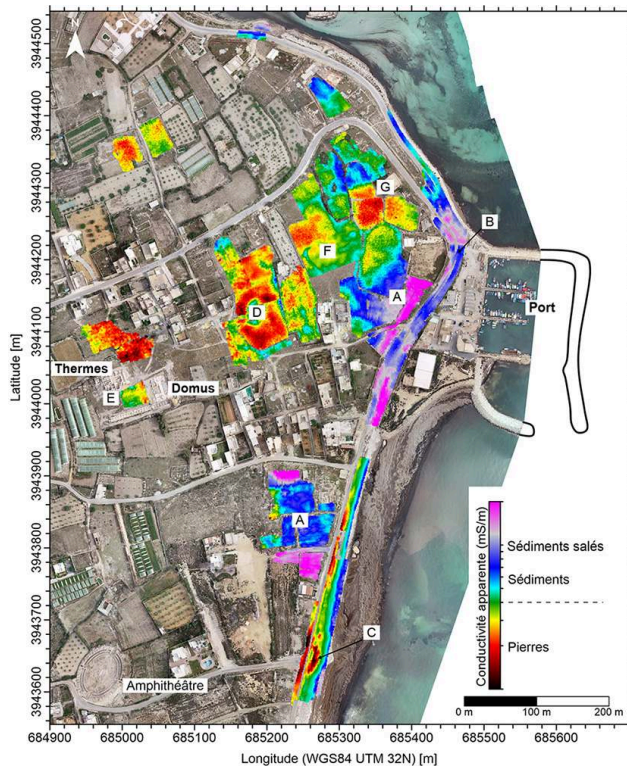 N
3944500
3944400
3944300
3944200
3944100
3944000
3943900
3943800
3943700
3943600
Latitude [m]
G
B
F
A
D
Port
Thermes
Domus
E
A
C
Amphithéâtre
Conductivité apparente (mS/m)
Sédiments salés
Sédiments
Pierres
0 m 100 m 200 m
684900 685000 685100 685200 685300 685400 685500 685600
Longitude (WGS84 UTM 32N) [m]